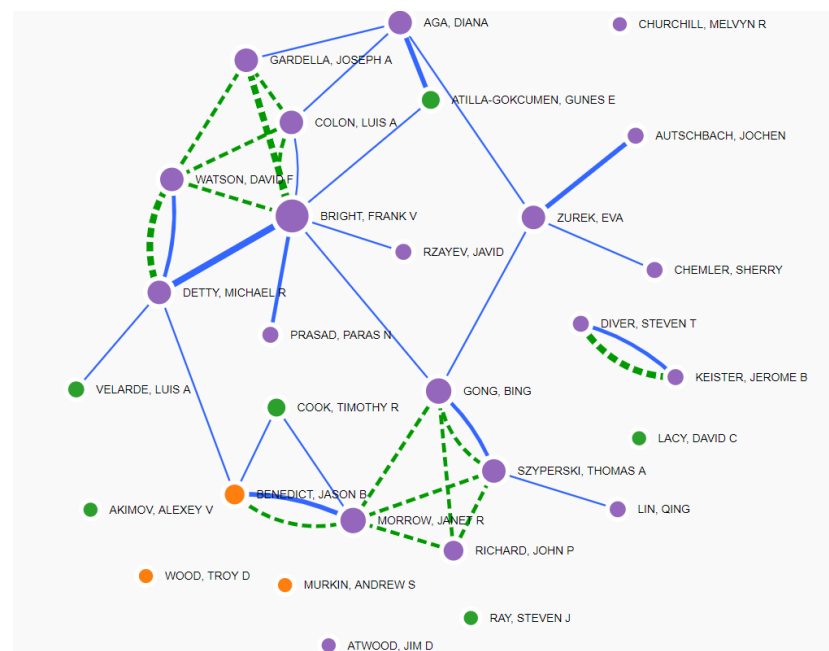 AGA, DIANA
CHURCHILL, MELVYN R
GARDELLA, JOSEPH A
ATILLA-GOKCUMEN, GUNES E
COLON, LUIS A
AUTSCHBACH, JOCHEN
WATSON, DAVID F
BRIGHT, FRANK V
ZUREK, EVA
RZAYEV, JAVID
CHEMLER, SHERRY
DETTY, MICHAEL R
DIVER, STEVEN T
PRASAD, PARAS N
KEISTER, JEROME B
VELARDE, LUIS A
GONG, BING
COOK, TIMOTHY R
LACY, DAVID C
SZYPERSKI, THOMAS A
BENEDICT, JASON B
AKIMOV, ALEXEY V
LIN, QING
MORROW, JANET R
RICHARD, JOHN P
WOOD, TROY D
MURKIN, ANDREW S
RAY, STEVEN J
ATWOOD, JIM D